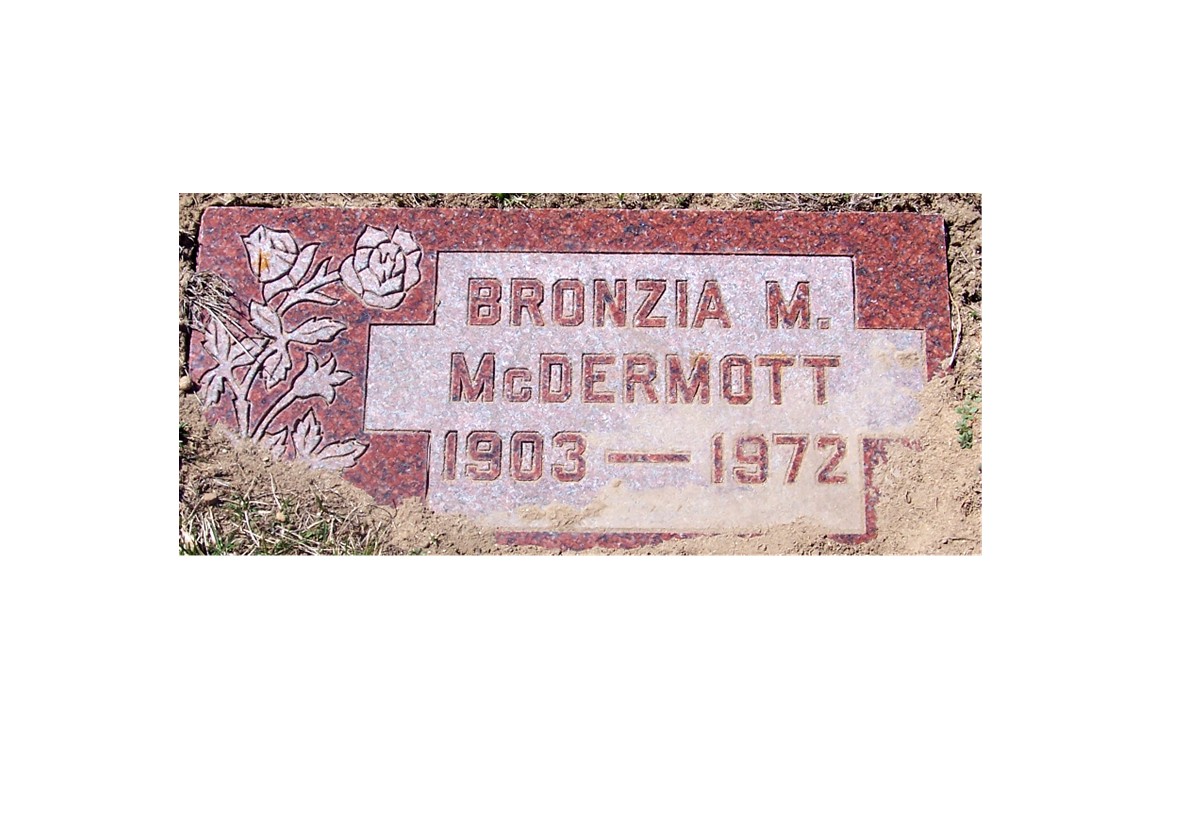 BRONZIA M.
McDERMOTT
1903 — 1972